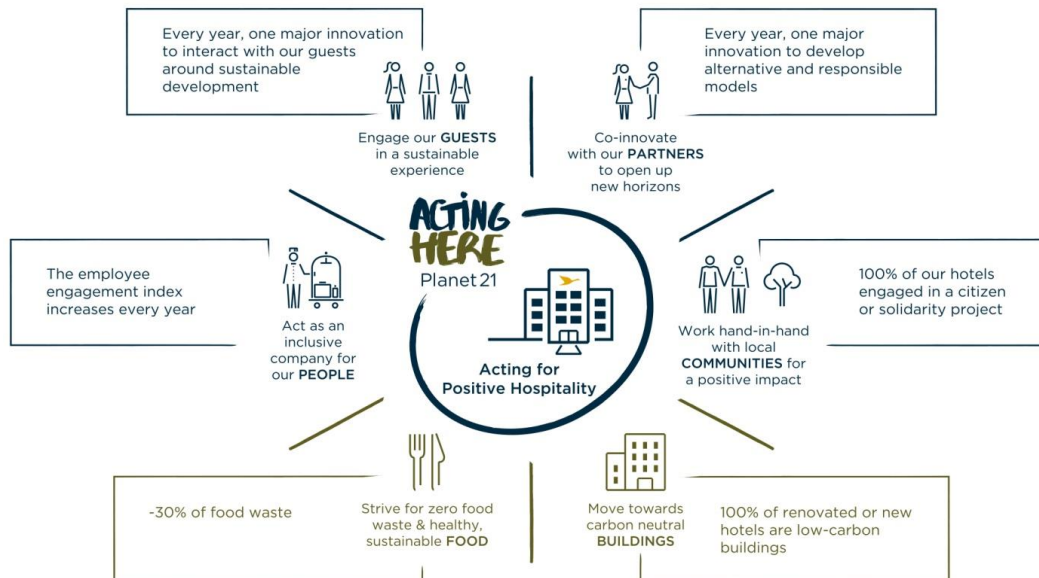 Every year, one major innovation
to interact with our guests
around sustainable
development
Engage our GUESTS
in a sustainable
experience
Every year, one major
innovation to develop
alternative and responsible
models
Co-innovate
with our PARTNERS
to open up
new horizons
ACTING
HERE
Planet 21
Acting for
Positive Hospitality
The employee
engagement index
increases every year
Act as an
inclusive
company for
our PEOPLE
Work hand-in-hand
with local
COMMUNITIES for
a positive impact
100% of our hotels
engaged in a citizen
or solidarity project
-30% of food waste
Strive for zero food
waste & healthy,
sustainable FOOD
Move towards
carbon neutral
BUILDINGS
100% of renovated or new
hotels are low-carbon
buildings